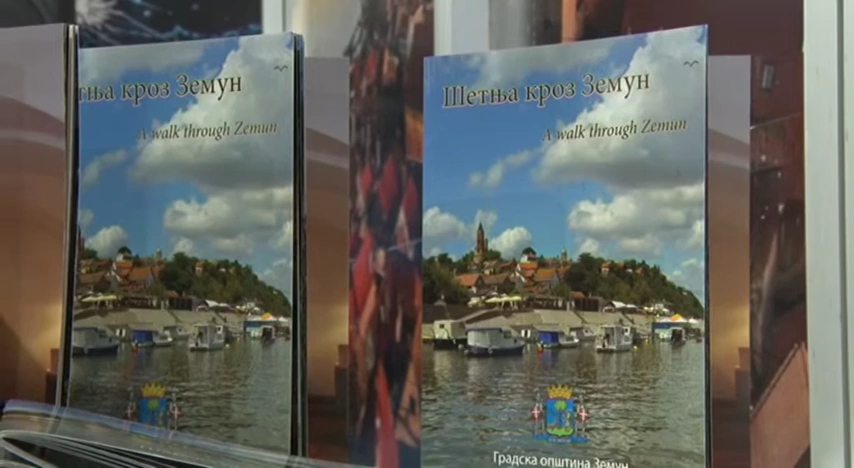 тња кроз Земун
A walk through Zemun
Шетња кроз Земун
A walk through Zemun
Градска општина Земун